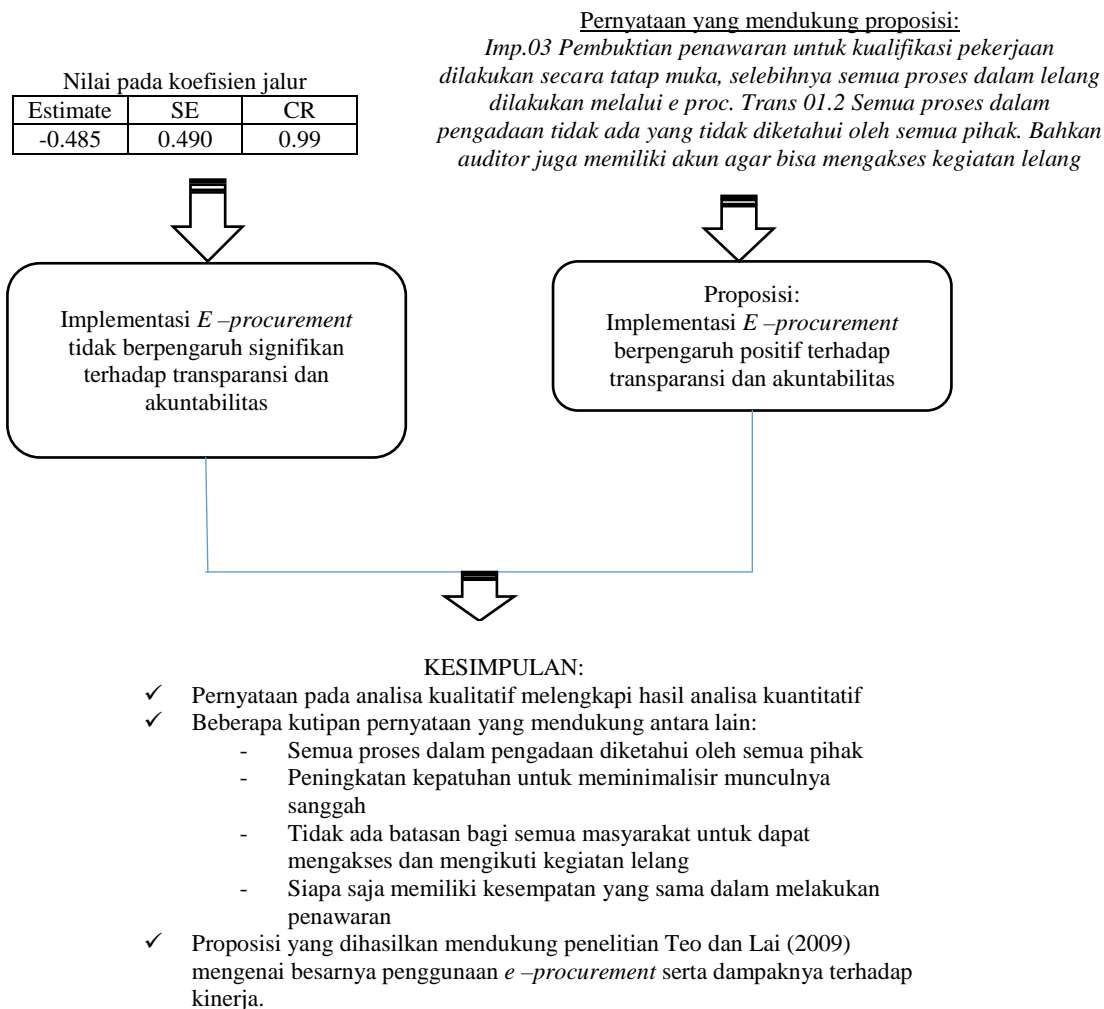 Nilai pada koefisien jalur
Estimate SE CR
-0.485 0.490 0.99
Pernyataan yang mendukung proposisi:
Imp.03 Pembuktian penawaran untuk kualifikasi pekerjaan
dilakukan secara tatap muka, selebihnya semua proses dalam lelang
dilakukan melalui e proc. Trans 01.2 Semua proses dalam
pengadaan tidak ada yang tidak diketahui oleh semua pihak. Bahkan
auditor juga memiliki akun agar bisa mengakses kegiatan lelang
Implementasi E –procurement
tidak berpengaruh signifikan
terhadap transparansi dan
akuntabilitas
Proposisi:
Implementasi E –procurement
berpengaruh positif terhadap
transparansi dan akuntabilitas
KESIMPULAN:
✓ Pernyataan pada analisa kualitatif melengkapi hasil analisa kuantitatif
✓ Beberapa kutipan pernyataan yang mendukung antara lain:
- Semua proses dalam pengadaan diketahui oleh semua pihak
- Peningkatan kepatuhan untuk meminimalisir munculnya
sanggah
- Tidak ada batasan bagi semua masyarakat untuk dapat
mengakses dan mengikuti kegiatan lelang
- Siapa saja memiliki kesempatan yang sama dalam melakukan
penawaran
✓ Proposisi yang dihasilkan mendukung penelitian Teo dan Lai (2009)
mengenai besarnya penggunaan e –procurement serta dampaknya terhadap
kinerja.